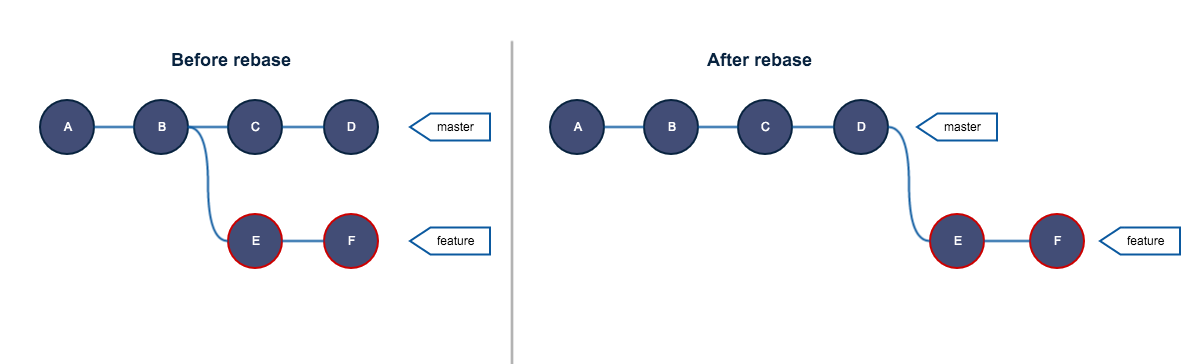 Before rebase
A
B
C
D
master
E
F
feature
After rebase
A
B
C
D
master
E
F
feature